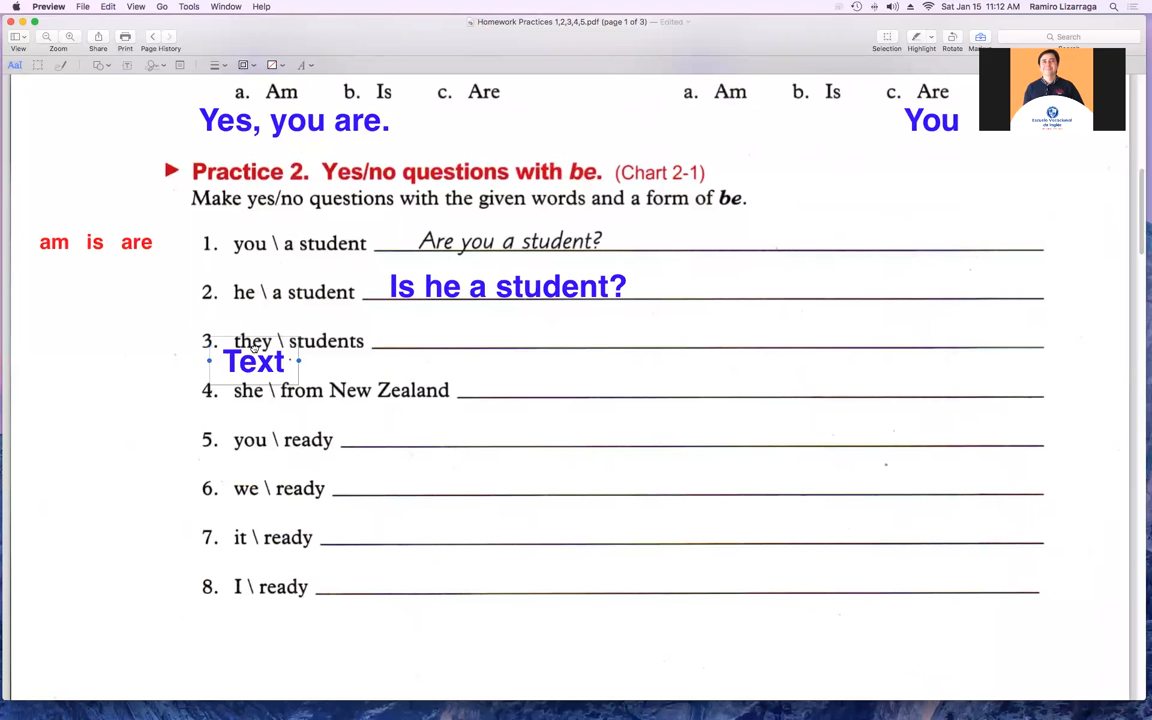 Preview File Edit View Go Tools Window Help Sat Jan 15 11:12 AM Ramiro Lizarraga
Homework Practices 1,2,3,4,5.pdf (page 1 of 3) — Edited
View Zoom Share Print Page History Selection Highlight Rotate Search
a. Am b. Is c. Are a. Am b. Is c. Are
Yes, you are. You
Escuela Vocacional
de Inglés
Practice 2. Yes/no questions with be. (Chart 2-1)
Make yes/no questions with the given words and a form of be.
am is are
1. you \ a student Are you a student?
2. he \ a student Is he a student?
3. they \ students
Text
4. she \ from New Zealand
5. you \ ready
6. we \ ready
7. it \ ready
8. I \ ready